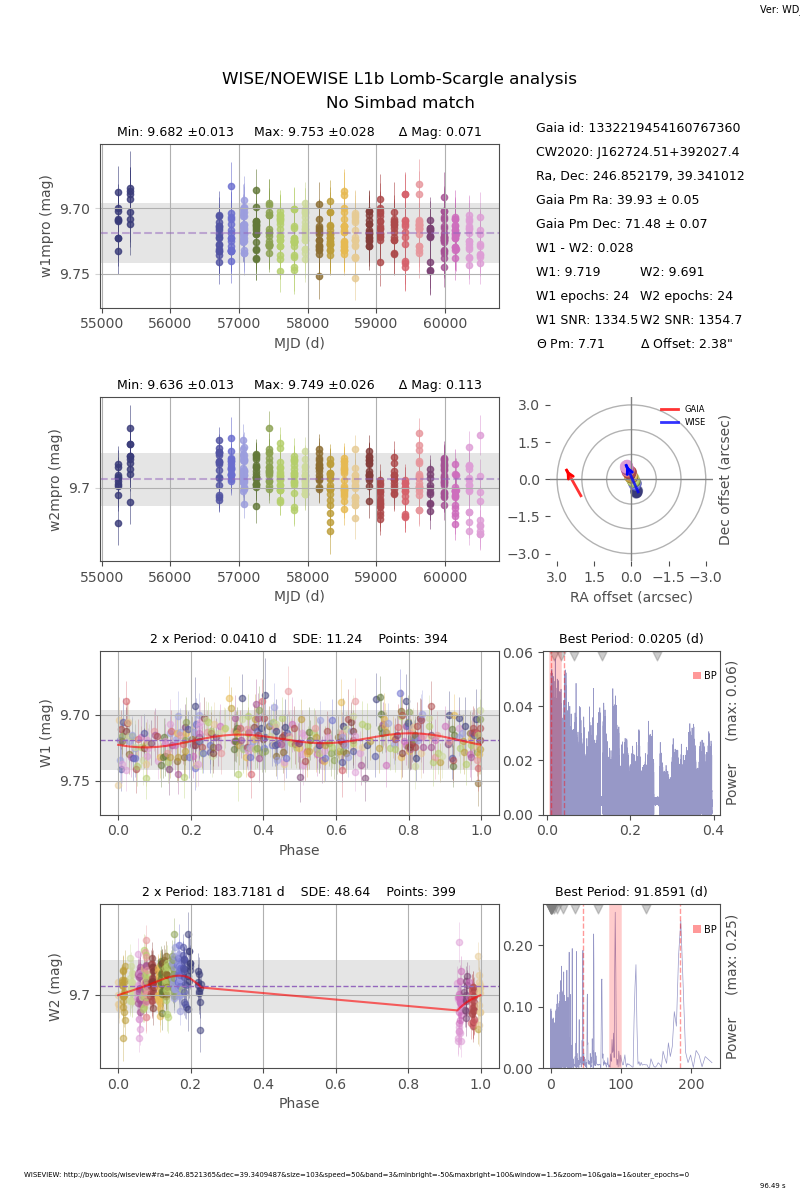 Ver: WD_
WISE/NOEWISE L1b Lomb-Scargle analysis
No Simbad match
Min: 9.682 ±0.013 Max: 9.753 ±0.028 Δ Mag: 0.071
w1mpro (mag)
9.70
9.75
55000 56000 57000 58000 59000 60000
MJD (d)
Gaia id: 1332219454160767360
CW2020: J162724.51+392027.4
Ra, Dec: 246.852179, 39.341012
Gaia Pm Ra: 39.93 ± 0.05
Gaia Pm Dec: 71.48 ± 0.07
W1 - W2: 0.028
W1: 9.719 W2: 9.691
W1 epochs: 24 W2 epochs: 24
W1 SNR: 1334.5 W2 SNR: 1354.7
Θ Pm: 7.71 Δ Offset: 2.38"
Min: 9.636 ±0.013 Max: 9.749 ±0.026 Δ Mag: 0.113
w2mpro (mag)
9.7
55000 56000 57000 58000 59000 60000
MJD (d)
GAIA
WISE
3.0
1.5
0.0
−1.5
−3.0
3.0 1.5 0.0 −1.5 −3.0
RA offset (arcsec)
Dec offset (arcsec)
2 x Period: 0.0410 d SDE: 11.24 Points: 394
W1 (mag)
9.70
9.75
0.0 0.2 0.4 0.6 0.8 1.0
Phase
Best Period: 0.0205 (d)
BP
0.06
0.04
0.02
0.00
0.0 0.2 0.4
Power (max: 0.06)
2 x Period: 183.7181 d SDE: 48.64 Points: 399
W2 (mag)
9.7
0.0 0.2 0.4 0.6 0.8 1.0
Phase
Best Period: 91.8591 (d)
BP
0.20
0.10
0.00
0 100 200
Power (max: 0.25)
WISEVIEW: http://byw.tools/wiseview#ra=246.8521365&dec=39.3409487&size=103&speed=50&band=3&minbright=-50&maxbright=100&window=1.5&zoom=10&gaia=1&outer_epochs=0
96.49 s